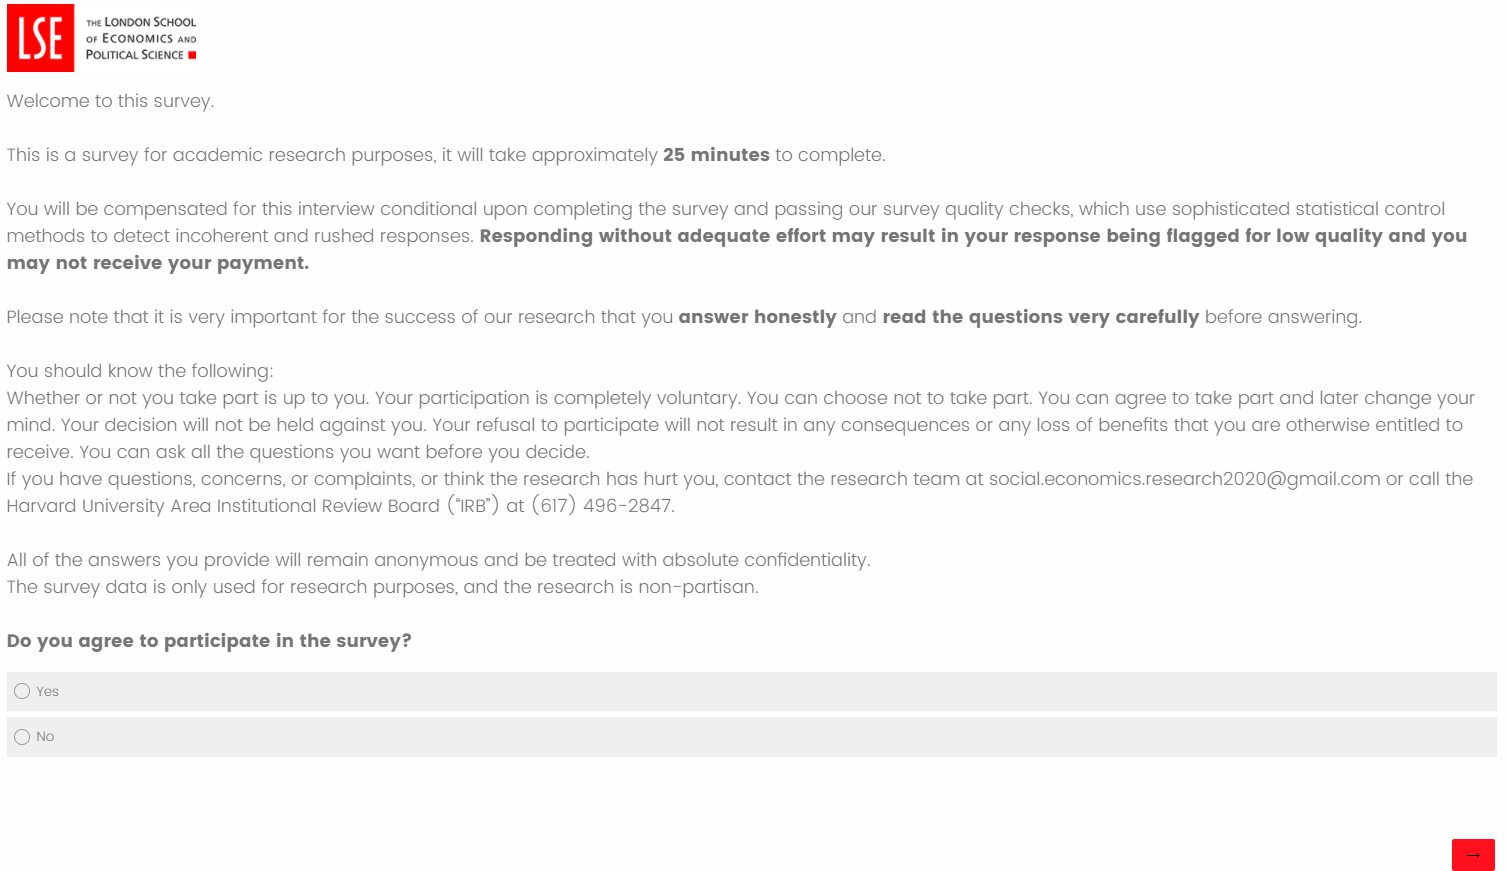 LSE
THE LONDON SCHOOL
OF ECONOMICS AND
POLITICAL SCIENCE
Welcome to this survey.
This is a survey for academic research purposes, it will take approximately 25 minutes to complete.
You will be compensated for this interview conditional upon completing the survey and passing our survey quality checks, which use sophisticated statistical control
methods to detect incoherent and rushed responses. Responding without adequate effort may result in your response being flagged for low quality and you
may not receive your payment.
Please note that it is very important for the success of our research that you answer honestly and read the questions very carefully before answering.
You should know the following:
Whether or not you take part is up to you. Your participation is completely voluntary. You can choose not to take part. You can agree to take part and later change your
mind. Your decision will not be held against you. Your refusal to participate will not result in any consequences or any loss of benefits that you are otherwise entitled to
receive. You can ask all the questions you want before you decide.
If you have questions, concerns, or complaints, or think the research has hurt you, contact the research team at social.economics.research2020@gmail.com or call the
Harvard University Area Institutional Review Board (“IRB”) at (617) 496-2847.
All of the answers you provide will remain anonymous and be treated with absolute confidentiality.
The survey data is only used for research purposes, and the research is non-partisan.
Do you agree to participate in the survey?
Yes
No
→